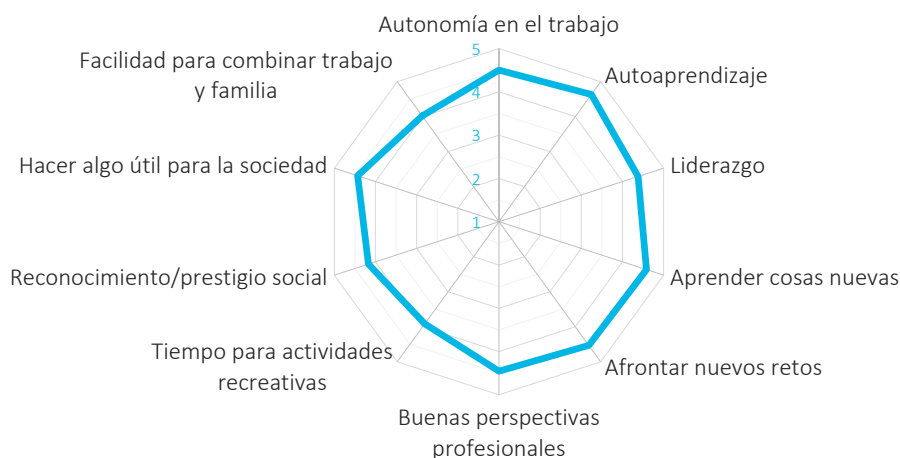 Autonomía en el trabajo
5
Facilidad para combinar trabajo
y familia
Autoaprendizaje
4
3
Hacer algo útil para la sociedad
Liderazgo
2
1
Reconocimiento/prestigio social
Aprender cosas nuevas
Tiempo para actividades
recreativas
Afrontar nuevos retos
Buenas perspectivas
profesionales